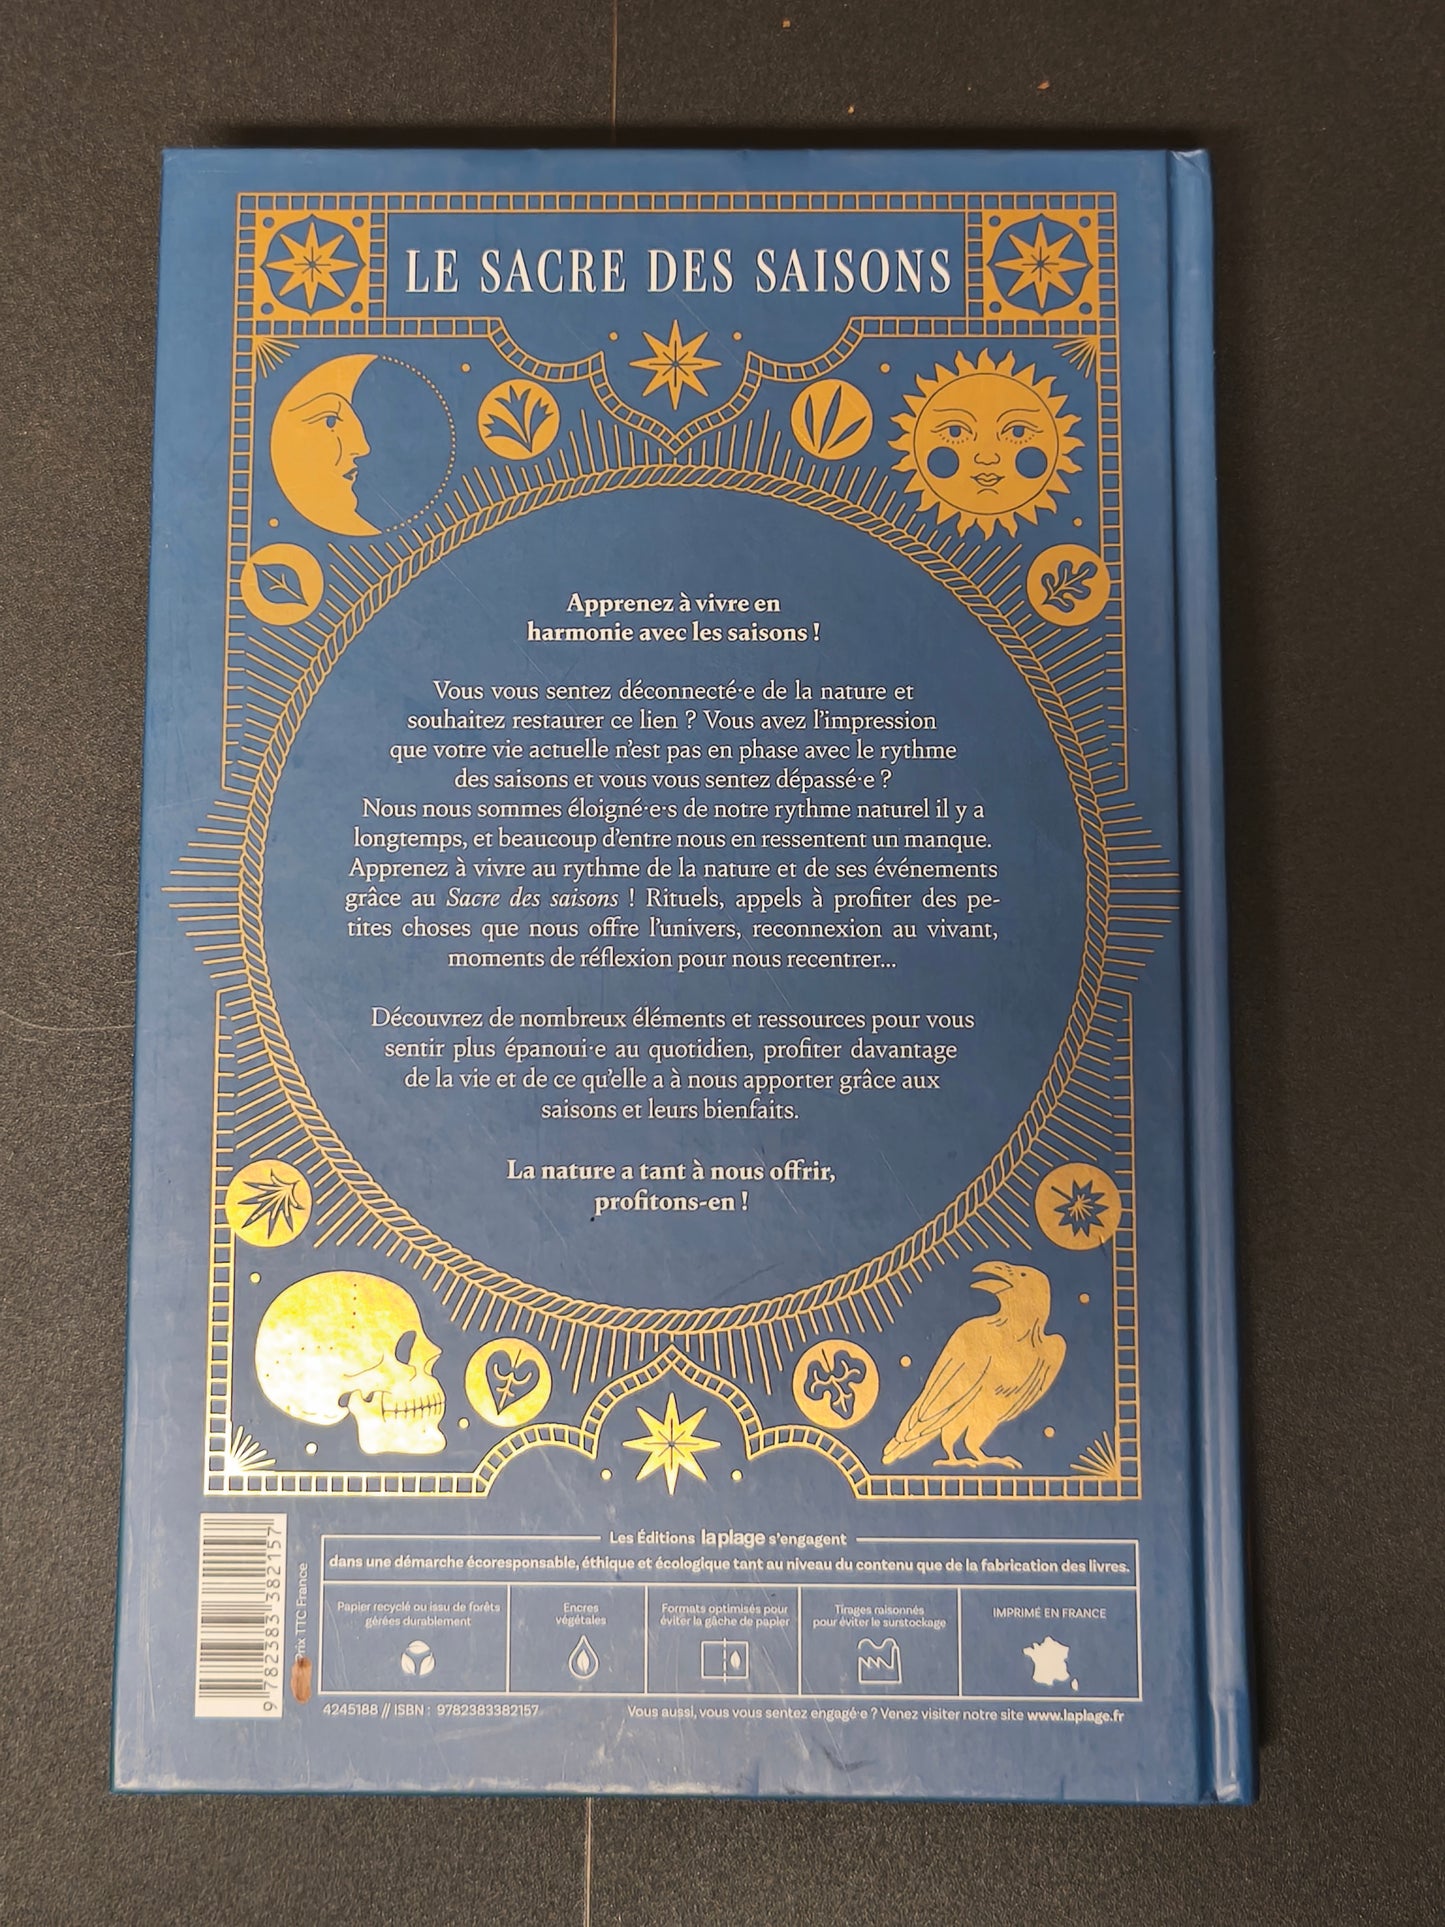 LE SACRE DES SAISONS
Apprenez à vivre en
harmonie avec les saisons !
Vous vous sentez déconnecté·e de la nature et
souhaitez restaurer ce lien ? Vous avez l’impression
que votre vie actuelle n’est pas en phase avec le rythme
des saisons et vous vous sentez dépassé·e ?
Nous nous sommes éloigné·e·s de notre rythme naturel il y a
longtemps, et beaucoup d’entre nous en ressentent un manque.
Apprenez à vivre au rythme de la nature et de ses événements
grâce au Sacre des saisons ! Rituels, appels à profiter des pe-
tites choses que nous offre l’univers, reconnexion au vivant,
moments de réflexion pour nous recentrer...
Découvrez de nombreux éléments et ressources pour vous
sentir plus épanoui·e au quotidien, profiter davantage
de la vie et de ce qu’elle a à nous apporter grâce aux
saisons et leurs bienfaits.
La nature a tant à nous offrir,
profitons-en !
9 782383 382157
Prix TTC France
Les Éditions laplage s’engagent
dans une démarche écoresponsable, éthique et écologique tant au niveau du contenu que de la fabrication des livres.
Papier recyclé ou issu de forêts
gérées durablement
Encres
végétales
Formats optimisés pour
éviter la gâche de papier
Tirages raisonnés
pour éviter le surstockage
IMPRIMÉ EN FRANCE
4245188 // ISBN : 9782383382157
Vous aussi, vous vous sentez engagé·e ? Venez visiter notre site www.laplage.fr